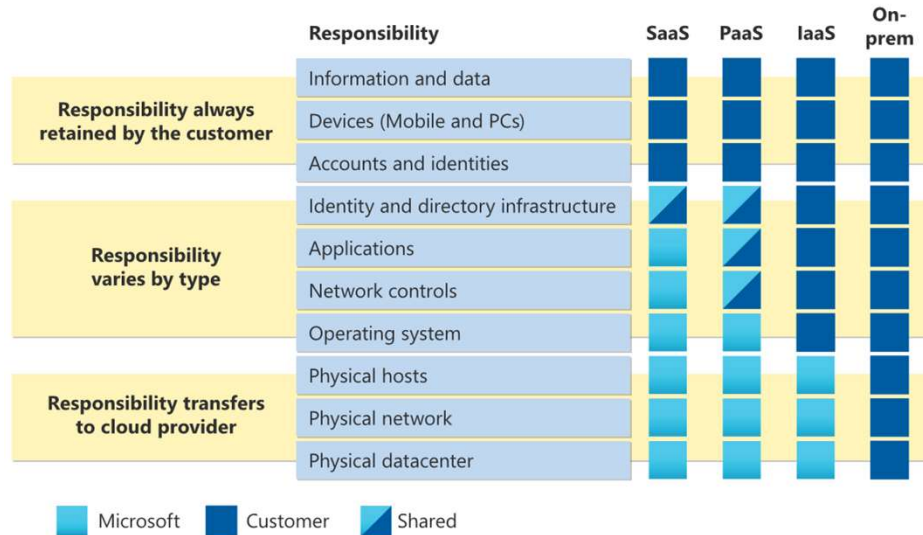 Responsibility SaaS PaaS IaaS On-
prem
Responsibility always
retained by the customer
Information and data
Devices (Mobile and PCs)
Accounts and identities
Responsibility
varies by type
Identity and directory infrastructure
Applications
Network controls
Operating system
Responsibility transfers
to cloud provider
Physical hosts
Physical network
Physical datacenter
Microsoft Customer Shared